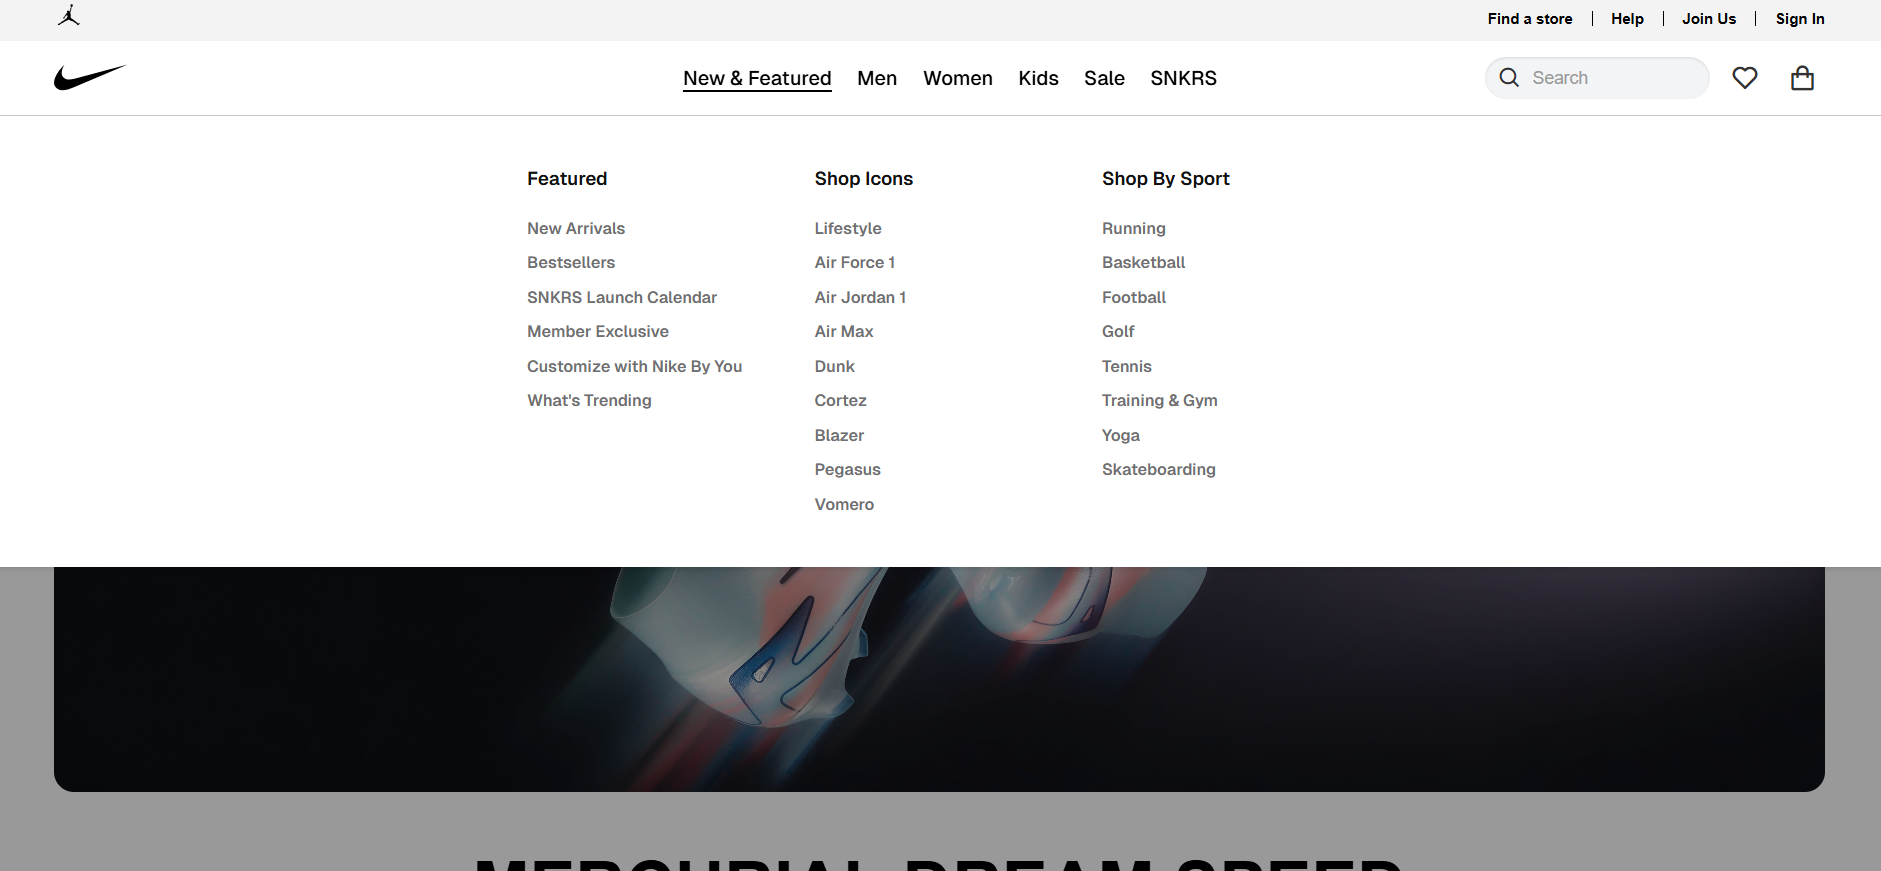 Find a store | Help | Join Us | Sign In
New & Featured Men Women Kids Sale SNKRS
Search
Featured
New Arrivals
Bestsellers
SNKRS Launch Calendar
Member Exclusive
Customize with Nike By You
What's Trending
Shop Icons
Lifestyle
Air Force 1
Air Jordan 1
Air Max
Dunk
Cortez
Blazer
Pegasus
Vomero
Shop By Sport
Running
Basketball
Football
Golf
Tennis
Training & Gym
Yoga
Skateboarding
MERCURIAL DREAM SPEED